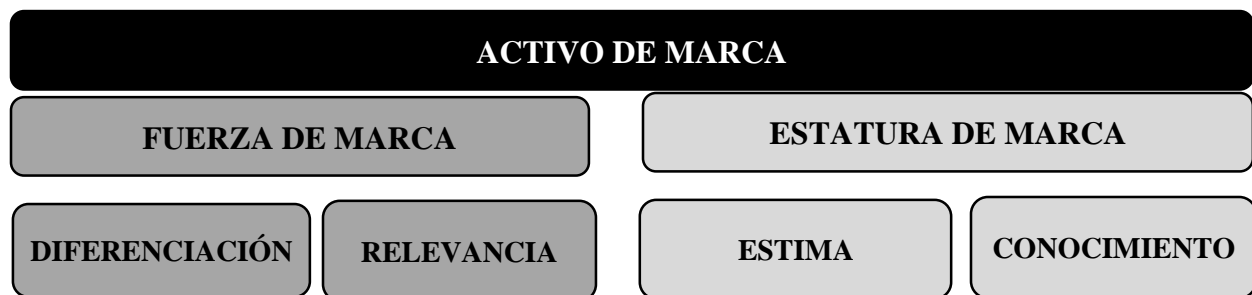 ACTIVO DE MARCA
FUERZA DE MARCA
ESTATURA DE MARCA
DIFERENCIACIÓN
RELEVANCIA
ESTIMA
CONOCIMIENTO